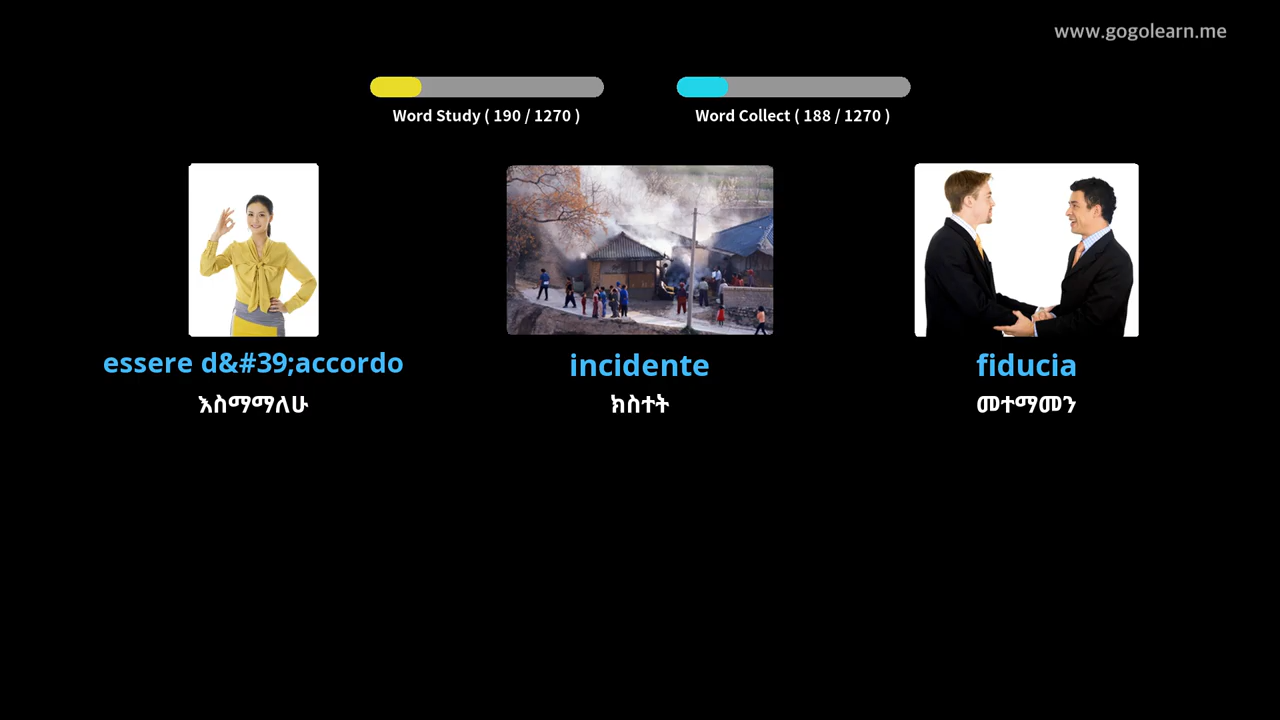 www.gogolearn.me
Word Study ( 190 / 1270 )
Word Collect ( 188 / 1270 )
essere d&#39;accordo
incidente
fiducia
እስማማለሁ
ክስተት
መተማመን